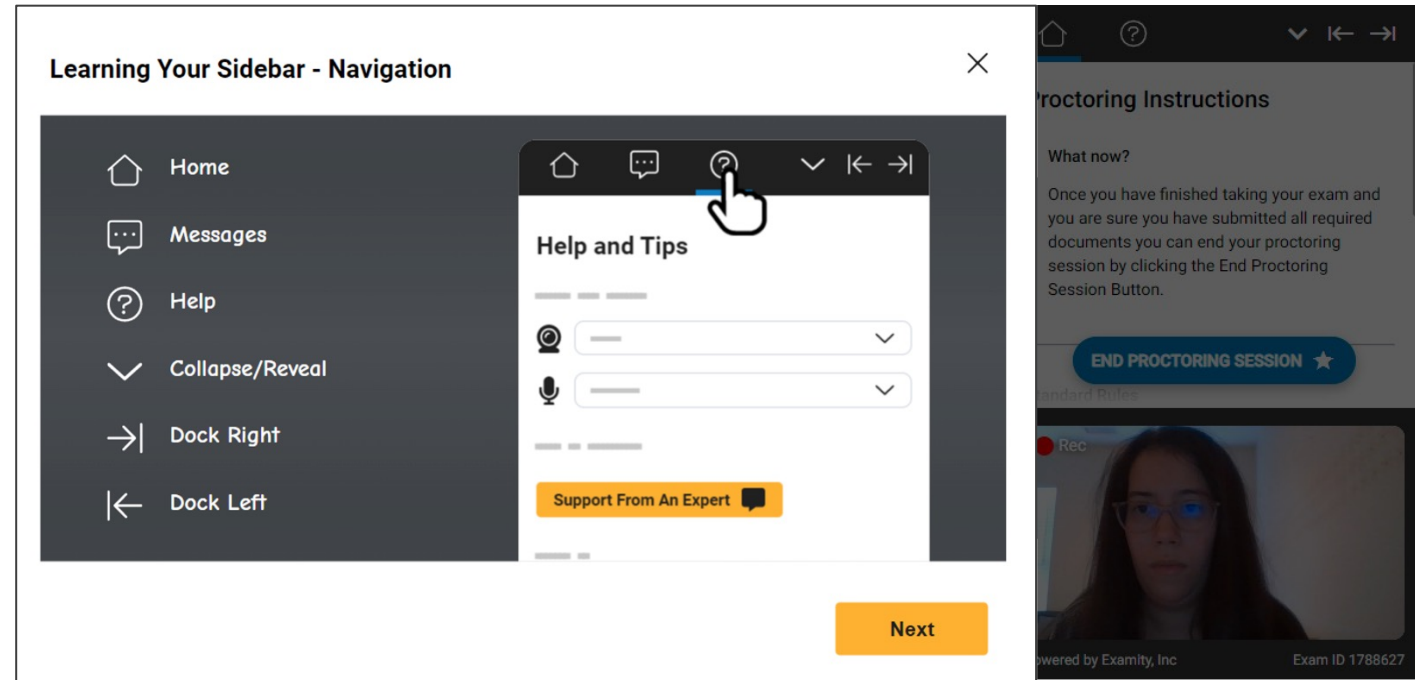 Learning Your Sidebar - Navigation
Home
Messages
Help
Collapse/Reveal
Dock Right
Dock Left
Help and Tips
Support From An Expert
Next
Proctoring Instructions
What now?
Once you have finished taking your exam and
you are sure you have submitted all required
documents you can end your proctoring
session by clicking the End Proctoring
Session Button.
END PROCTORING SESSION
Standard Rules
Rec
Powered by Examity, Inc
Exam ID 1788627